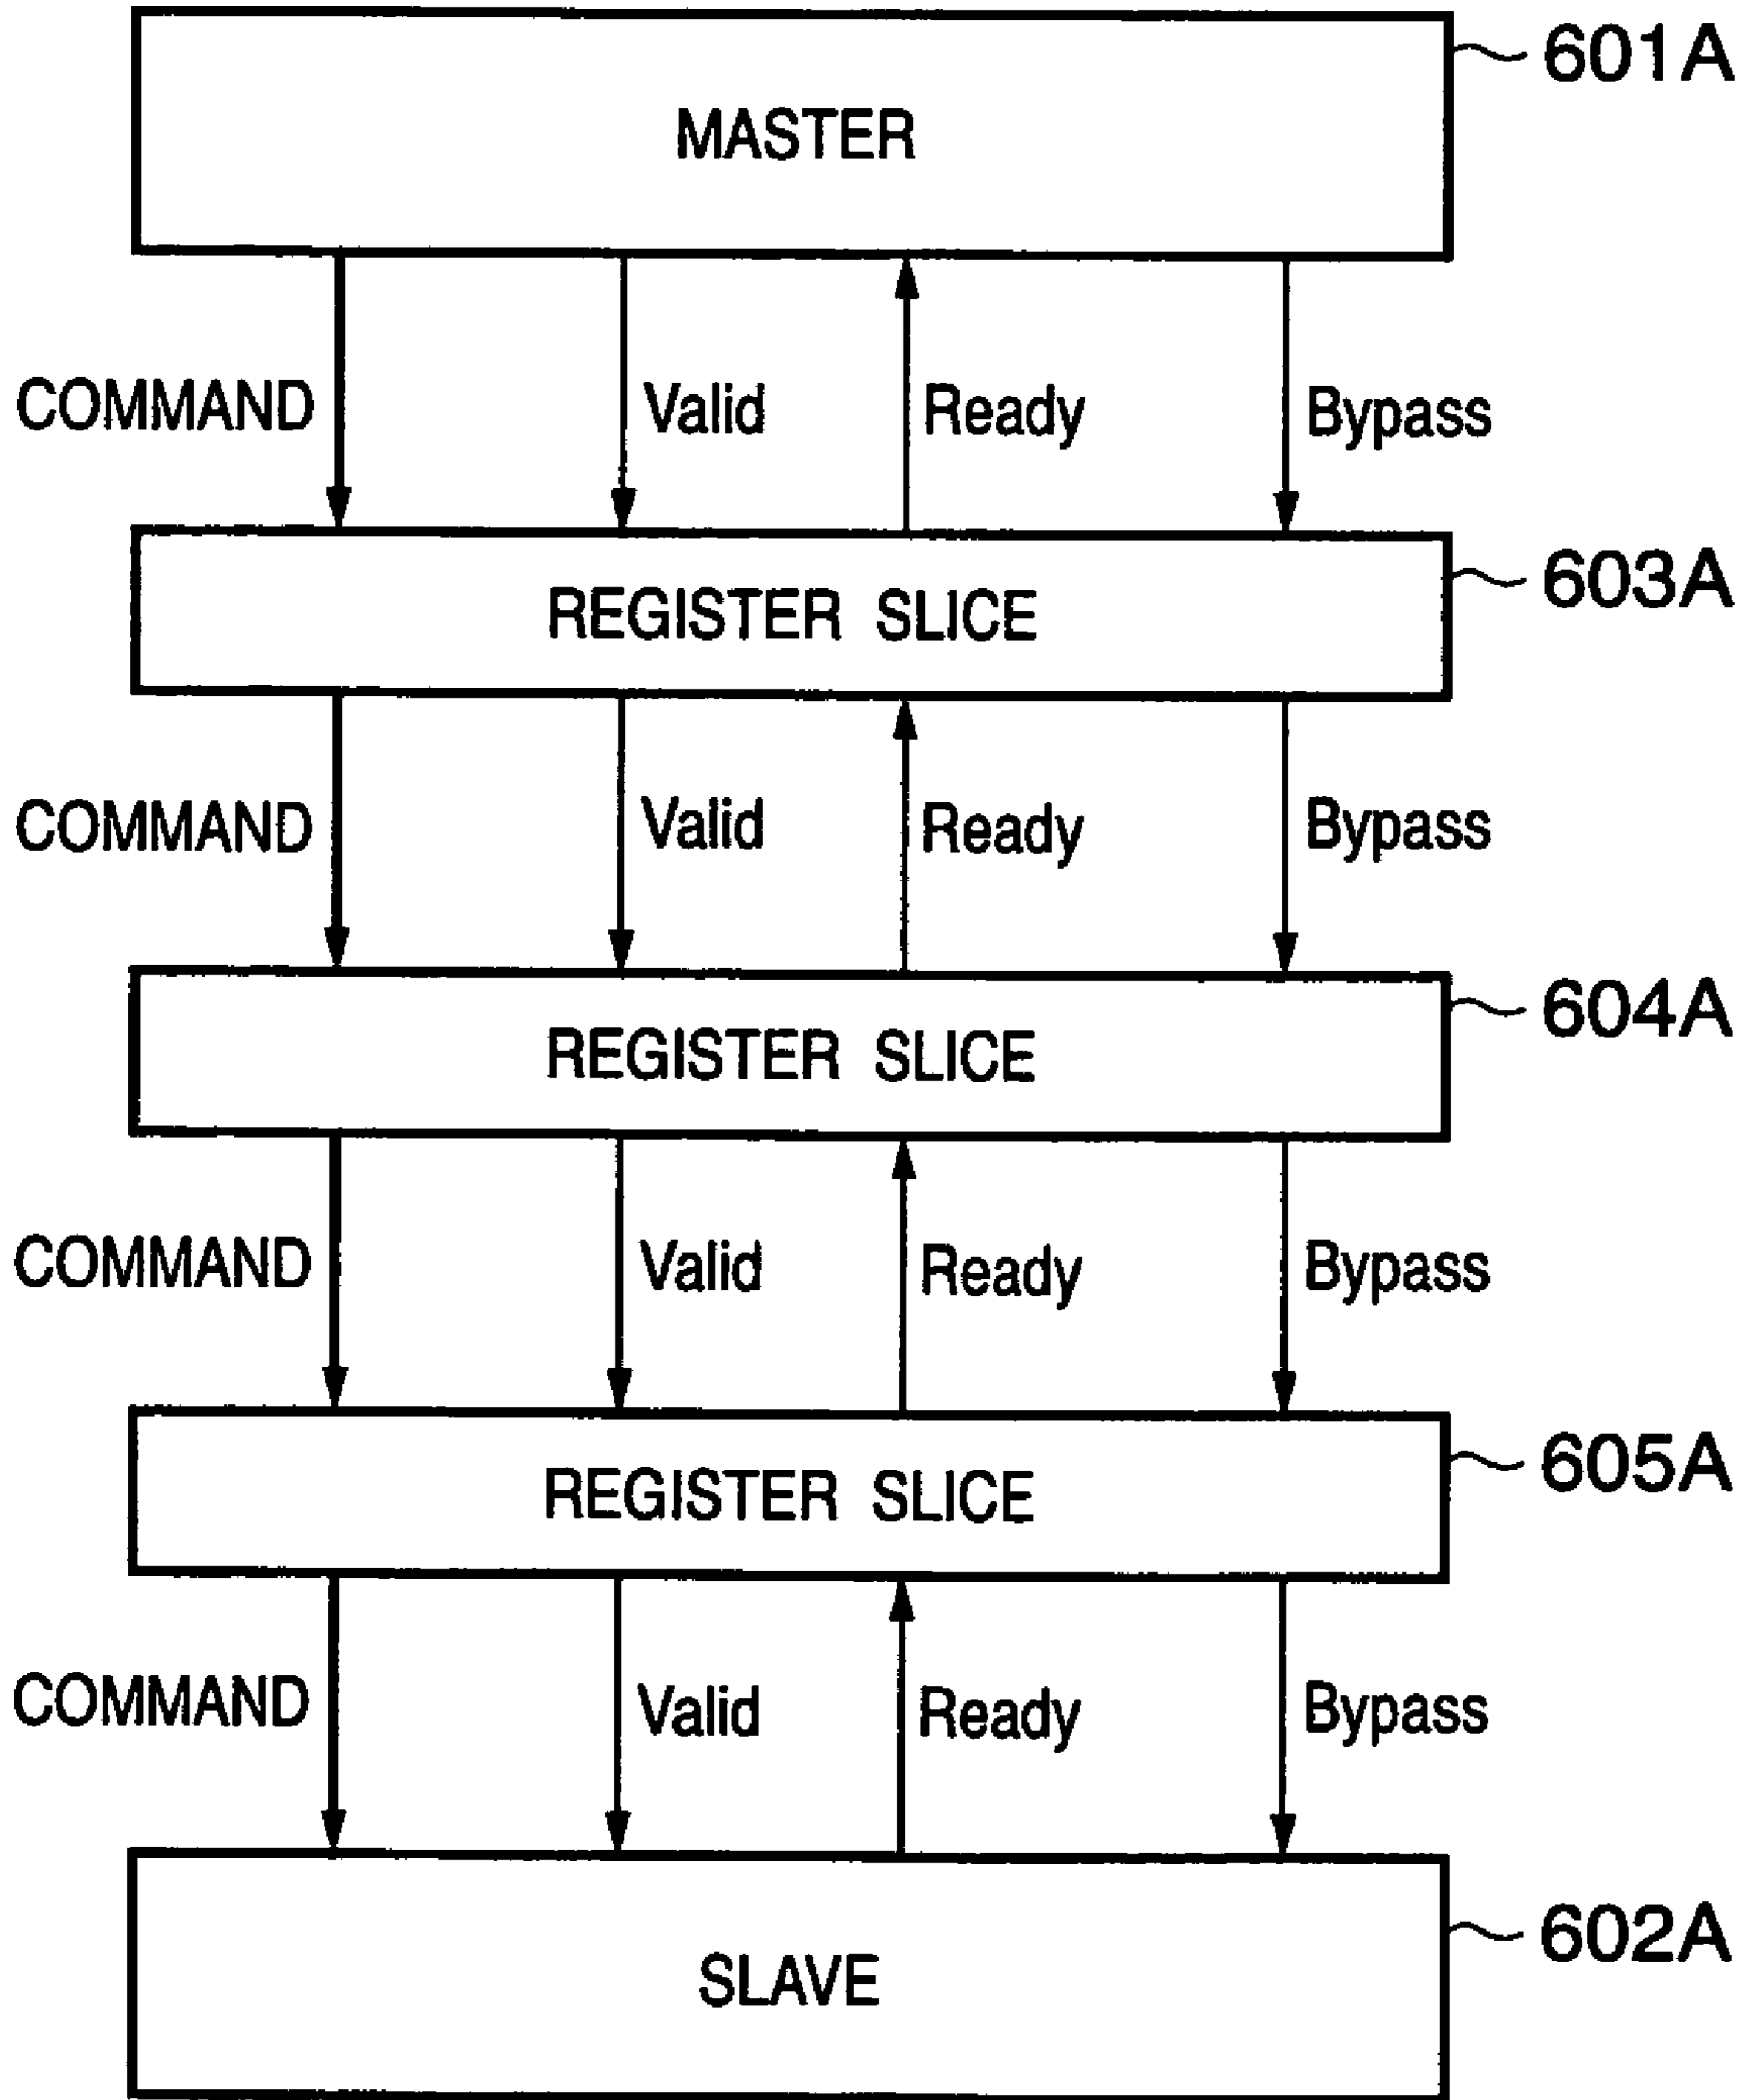 601A
MASTER
COMMAND Valid Ready Bypass
603A
REGISTER SLICE
COMMAND Valid Ready Bypass
604A
REGISTER SLICE
COMMAND Valid Ready Bypass
605A
REGISTER SLICE
COMMAND Valid Ready Bypass
602A
SLAVE